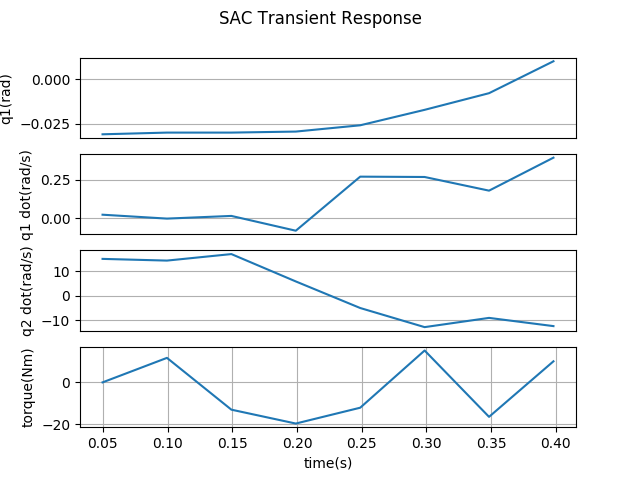 SAC Transient Response
q1(rad)
0.000
−0.025
q1 dot(rad/s)
0.25
0.00
q2 dot(rad/s)
10
0
−10
torque(Nm)
0
−20
0.05 0.10 0.15 0.20 0.25 0.30 0.35 0.40
time(s)